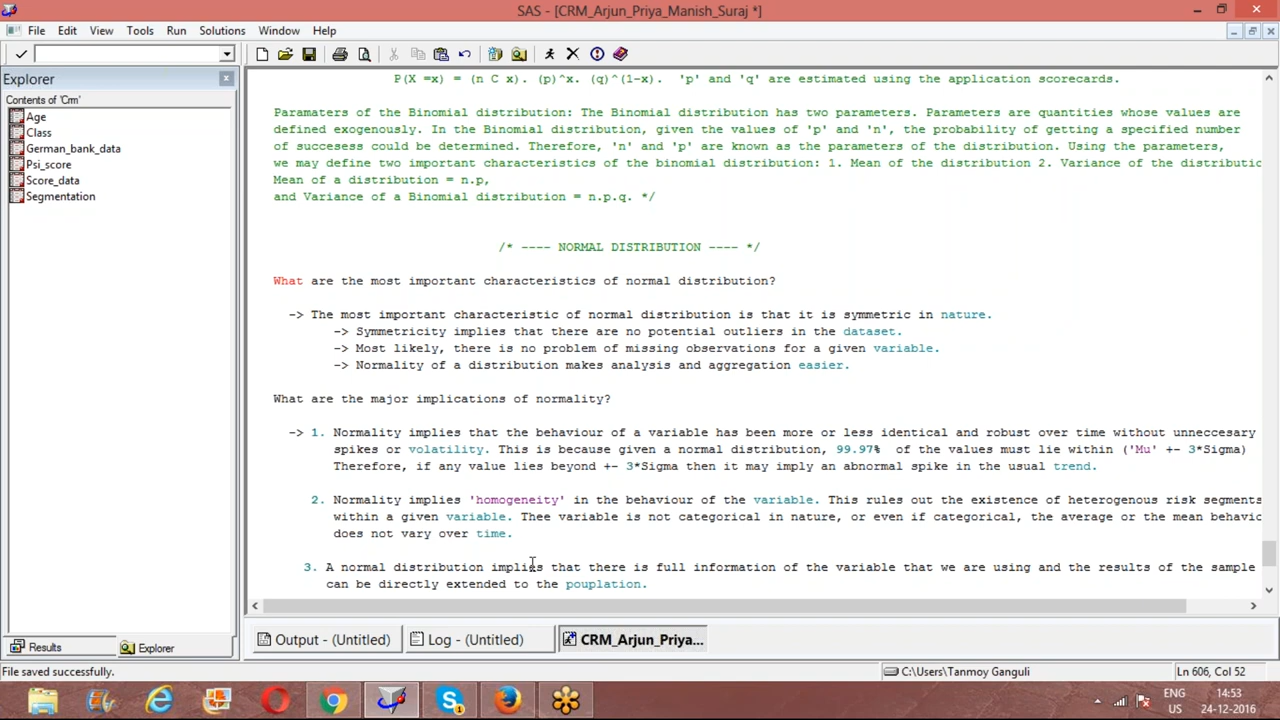 SAS - [CRM_Arjun_Priya_Manish_Suraj *]
File Edit View Tools Run Solutions Window Help
Explorer
Contents of 'Crm'
Age
Class
German_bank_data
Psi_score
Score_data
Segmentation
P(X =x) = (n C x). (p)^x. (q)^(1-x). 'p' and 'q' are estimated using the application scorecards.
Paramaters of the Binomial distribution: The Binomial distribution has two parameters. Parameters are quantities whose values are
defined exogenously. In the Binomial distribution, given the values of 'p' and 'n', the probability of getting a specified number
of succesess could be determined. Therefore, 'n' and 'p' are known as the parameters of the distribution. Using the parameters,
we may define two important characteristics of the binomial distribution: 1. Mean of the distribution 2. Variance of the distributic
Mean of a distribution = n.p,
and Variance of a Binomial distribution = n.p.q. */
/* ---- NORMAL DISTRIBUTION ---- */
What are the most important characteristics of normal distribution?
-> The most important characteristic of normal distribution is that it is symmetric in nature.
-> Symmetricity implies that there are no potential outliers in the dataset.
-> Most likely, there is no problem of missing observations for a given variable.
-> Normality of a distribution makes analysis and aggregation easier.
What are the major implications of normality?
-> 1. Normality implies that the behaviour of a variable has been more or less identical and robust over time without unneccesary
spikes or volatility. This is because given a normal distribution, 99.97% of the values must lie within ('Mu' +- 3*Sigma)
Therefore, if any value lies beyond +- 3*Sigma then it may imply an abnormal spike in the usual trend.
2. Normality implies 'homogeneity' in the behaviour of the variable. This rules out the existence of heterogenous risk segments
within a given variable. Thee variable is not categorical in nature, or even if categorical, the average or the mean behavic
does not vary over time.
3. A normal distribution implies that there is full information of the variable that we are using and the results of the sample
can be directly extended to the pouplation.
Results
Explorer
Output - (Untitled)
Log - (Untitled)
CRM_Arjun_Priya...
File saved successfully.
C:\Users\Tanmoy Ganguli
Ln 606, Col 52
ENG
US
14:53
24-12-2016